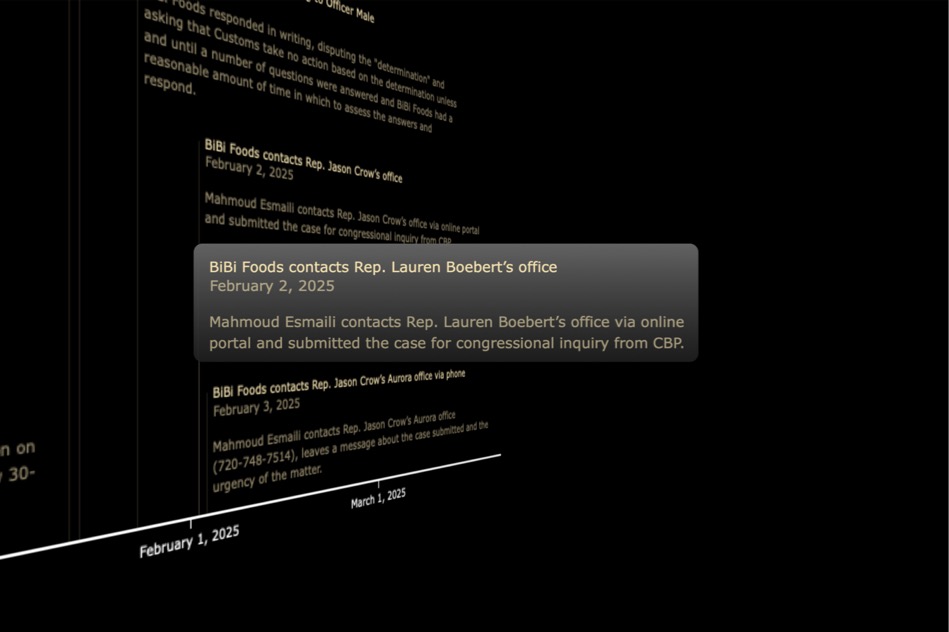 to Officer Male
Foods responded in writing, disputing the "determination" and
asking that Customs take no action based on the determination unless
and until a number of questions were answered and BiBi Foods had a
reasonable amount of time in which to assess the answers and
respond.
BiBi Foods contacts Rep. Jason Crow's office
February 2, 2025
Mahmoud Esmaili contacts Rep. Jason Crow's office via online portal
and submitted the case for congressional inquiry from CBP.
BiBi Foods contacts Rep. Lauren Boebert’s office
February 2, 2025
Mahmoud Esmaili contacts Rep. Lauren Boebert’s office via online
portal and submitted the case for congressional inquiry from CBP.
BiBi Foods contacts Rep. Jason Crow's Aurora office via phone
February 3, 2025
Mahmoud Esmaili contacts Rep. Jason Crow's Aurora office
(720-748-7514), leaves a message about the case submitted and the
urgency of the matter.
on
30-
February 1, 2025
March 1, 2025